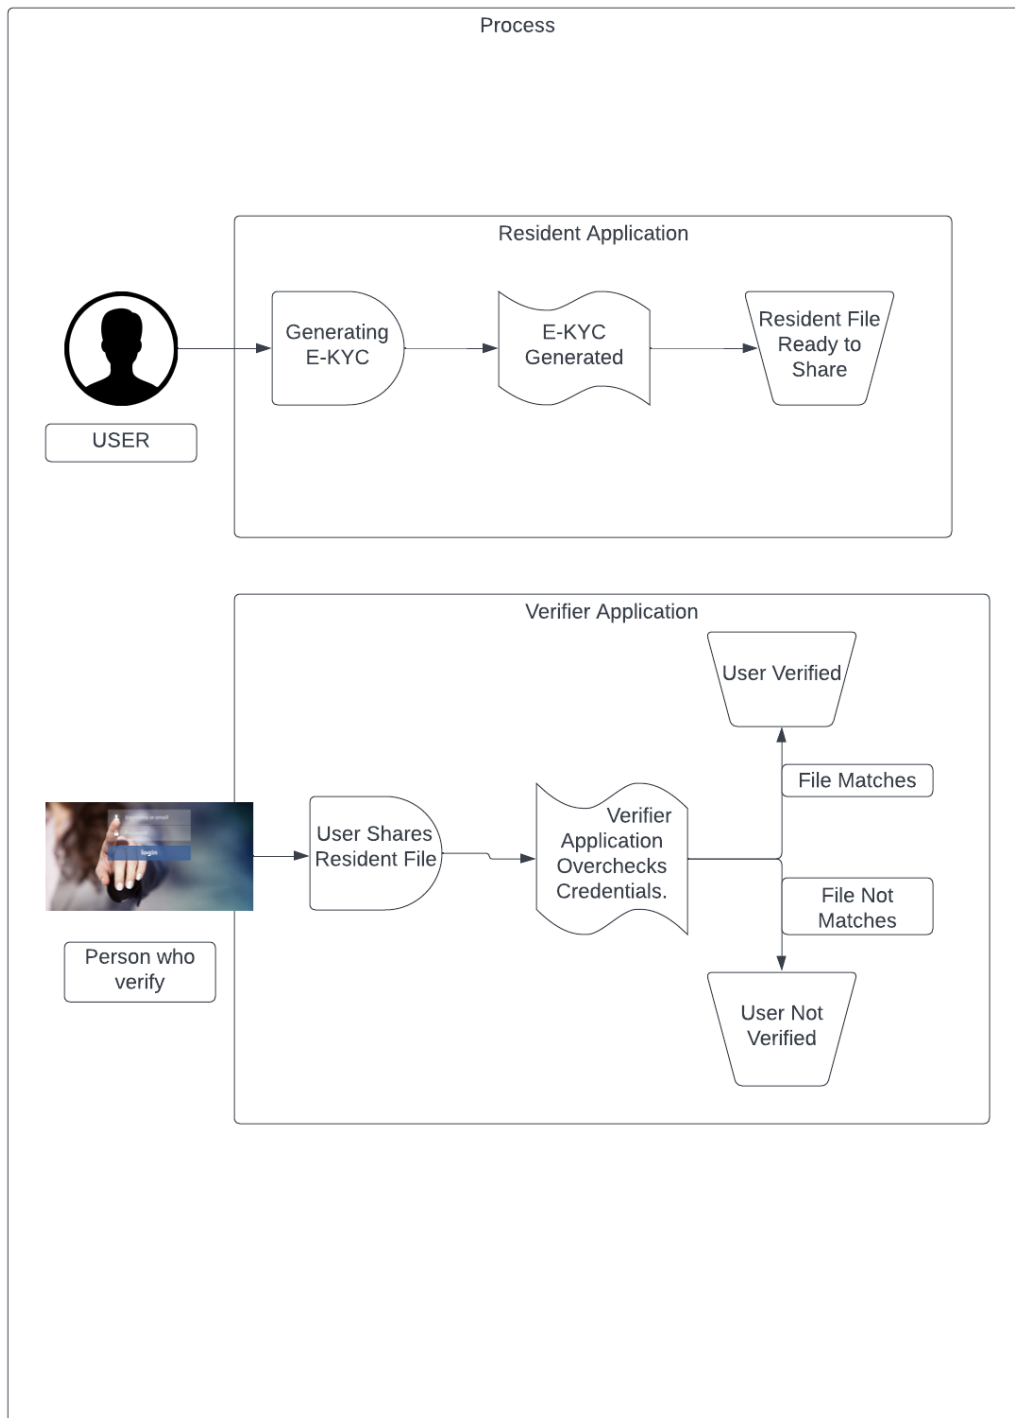 Process
Resident Application
Generating
E-KYC
E-KYC
Generated
Resident File
Ready to
Share
USER
Verifier Application
User Verified
File Matches
User Shares
Resident File
Verifier
Application
Overchecks
Credentials.
login
File Not
Matches
Person who
verify
User Not
Verified